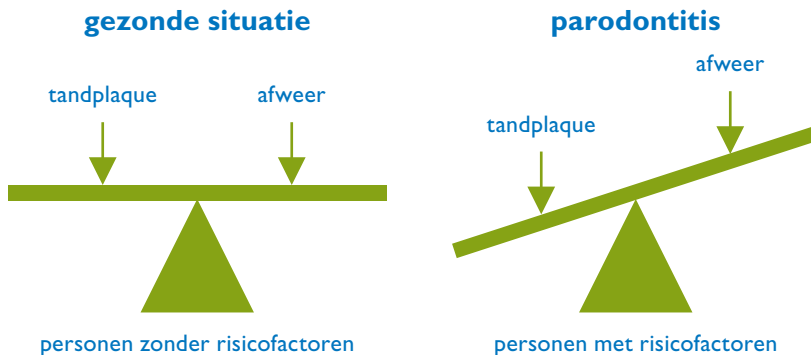 gezonde situatie
tandplaque
afweer
personen zonder risicofactoren
parodontitis
afweer
tandplaque
personen met risicofactoren